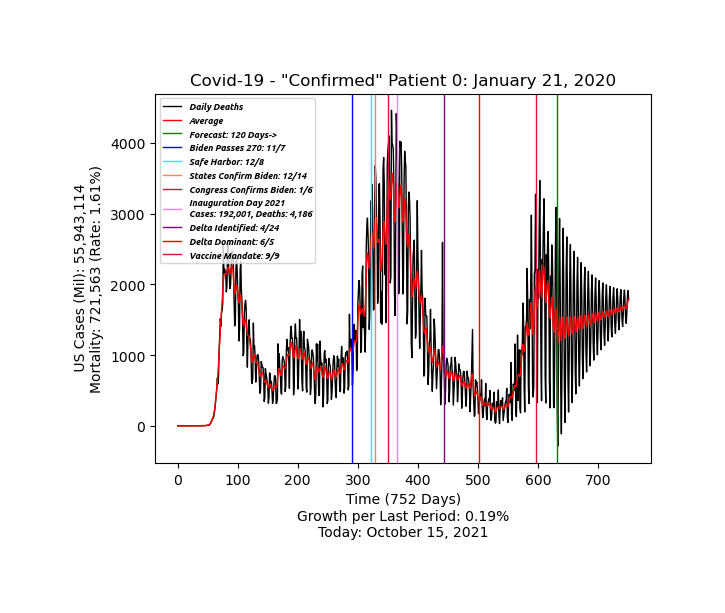 Covid-19 - "Confirmed" Patient 0: January 21, 2020
Daily Deaths
Average
Forecast: 120 Days->
Biden Passes 270: 11/7
Safe Harbor: 12/8
States Confirm Biden: 12/14
Congress Confirms Biden: 1/6
Inauguration Day 2021
Cases: 192,001, Deaths: 4,186
Delta Identified: 4/24
Delta Dominant: 6/5
Vaccine Mandate: 9/9
US Cases (Mil): 55,943,114
Mortality: 721,563 (Rate: 1.61%)
4000
3000
2000
1000
0
0 100 200 300 400 500 600 700
Time (752 Days)
Growth per Last Period: 0.19%
Today: October 15, 2021